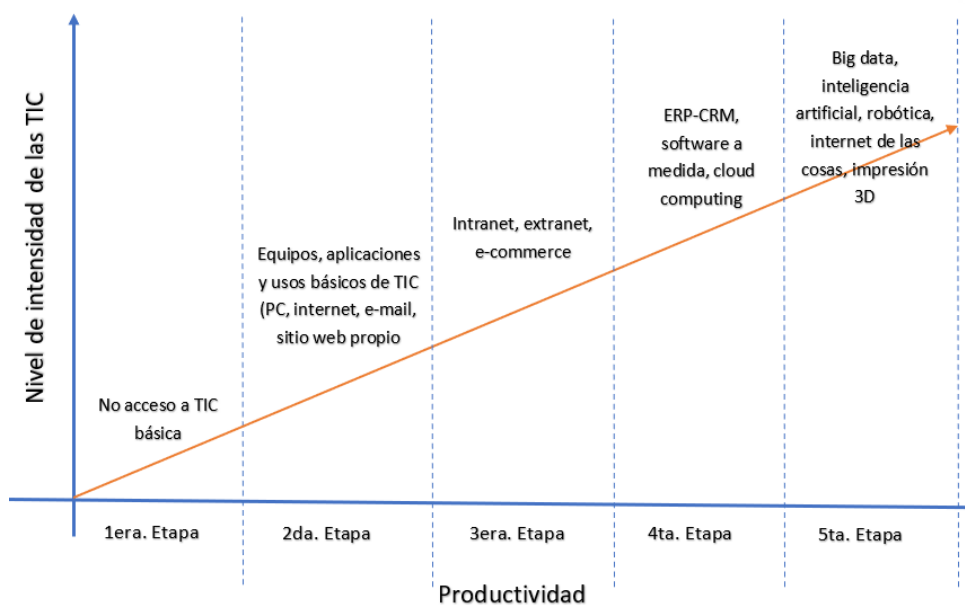 Nivel de intensidad de las TIC
No acceso a TIC
básica
Equipos, aplicaciones
y usos básicos de TIC
(PC, internet, e-mail,
sitio web propio
Intranet, extranet,
e-commerce
ERP-CRM,
software a
medida, cloud
computing
Big data,
inteligencia
artificial, robótica,
internet de las
cosas, impresión
3D
1era. Etapa
2da. Etapa
3era. Etapa
4ta. Etapa
5ta. Etapa
Productividad